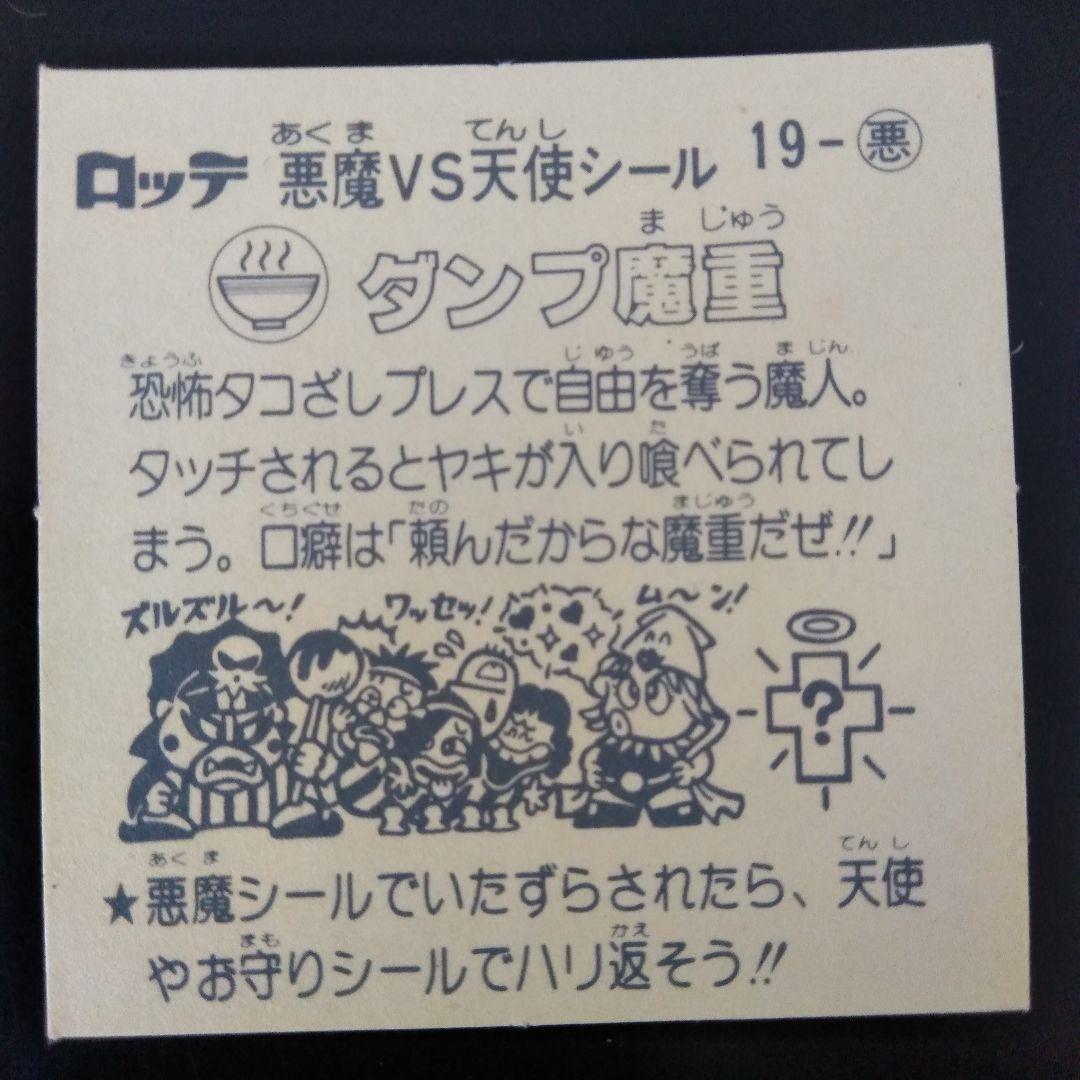 ロッテ 悪魔VS天使シール 19-悪
あくま てんし
ダンプ魔重
まじゅう
恐怖タコざしプレスで自由を奪う魔人。
きょうふ じゆう うば まじん
タッチされるとヤキが入り喰べられてし
い た
まう。口癖は「頼んだからな魔重だぜ!!」
くちぐせ たの まじゅう
ズルズル〜! ワッセッ! ム〜ン!
?
★悪魔シールでいたずらされたら、天使
あくま てんし
やお守りシールでハリ返そう!!
まも かえ